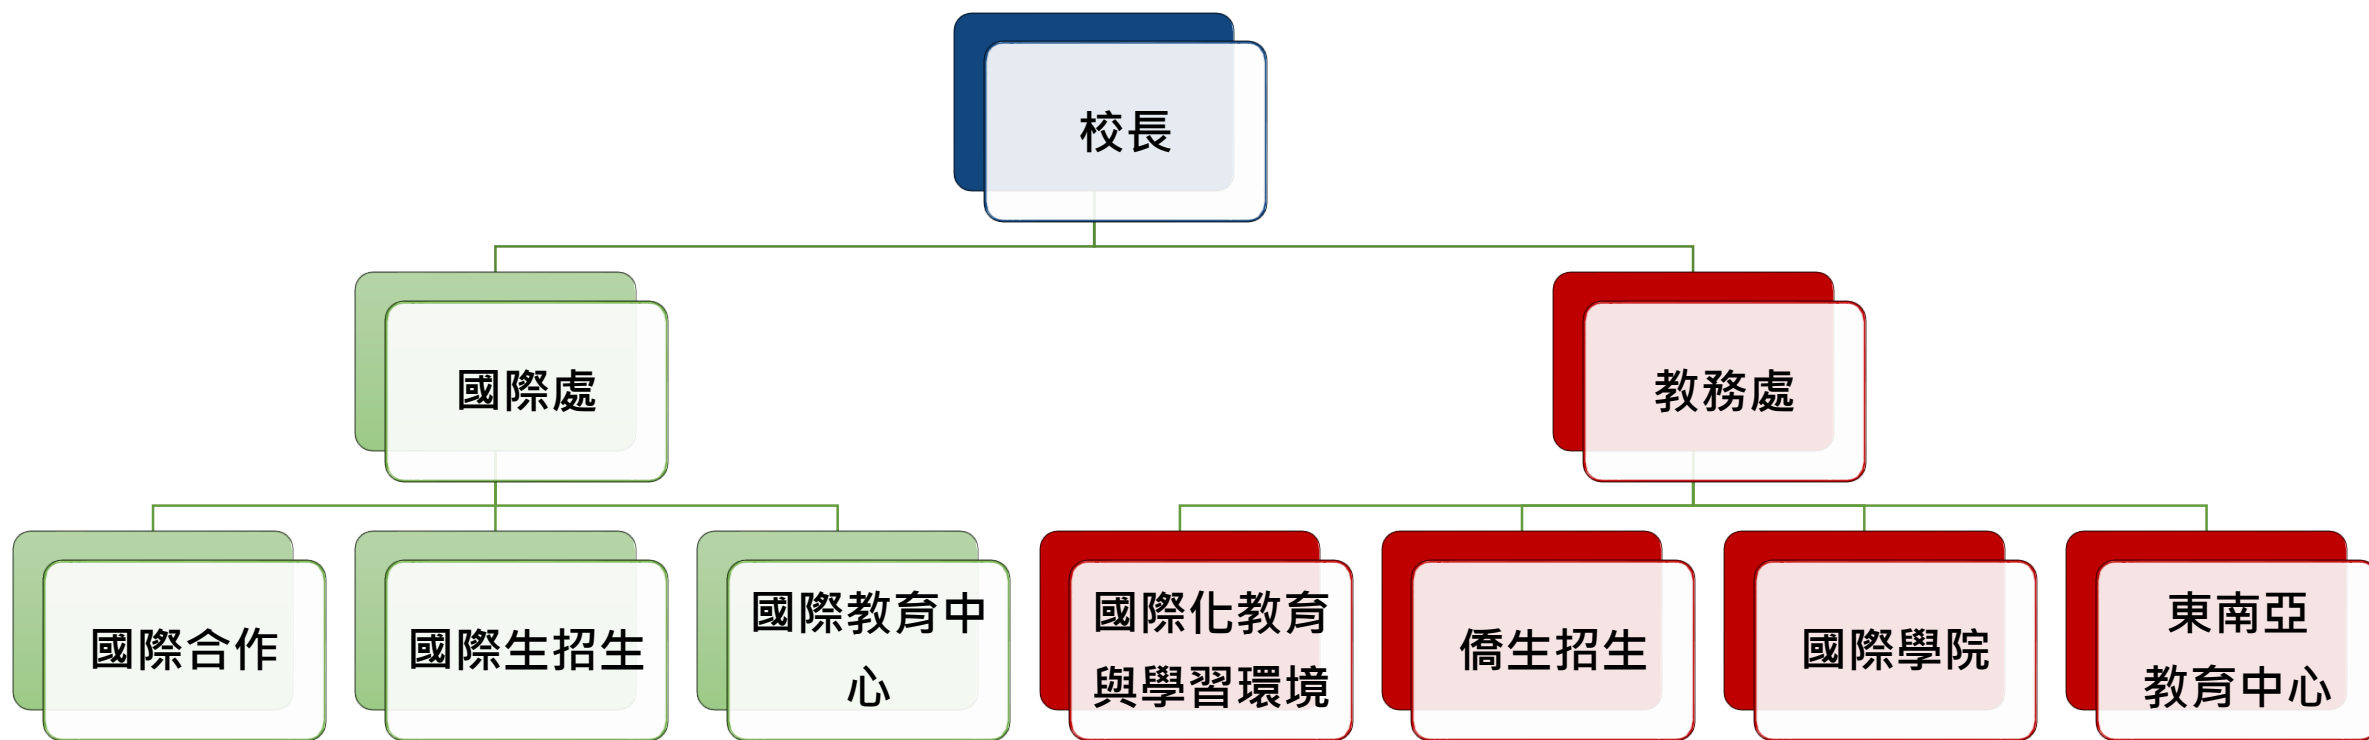 校長
國際處
教務處
國際合作
國際生招生
國際教育中
心
國際化教育
與學習環境
僑生招生
國際學院
東南亞
教育中心